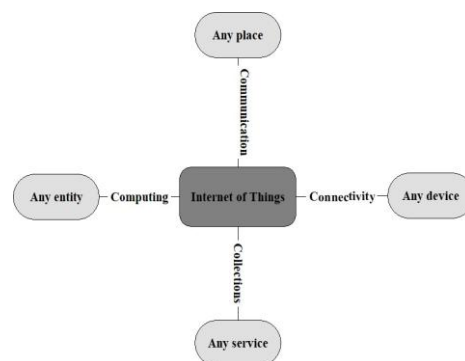 Any place
Communication
Any entity
Computing
Internet of Things
Connectivity
Any device
Collections
Any service